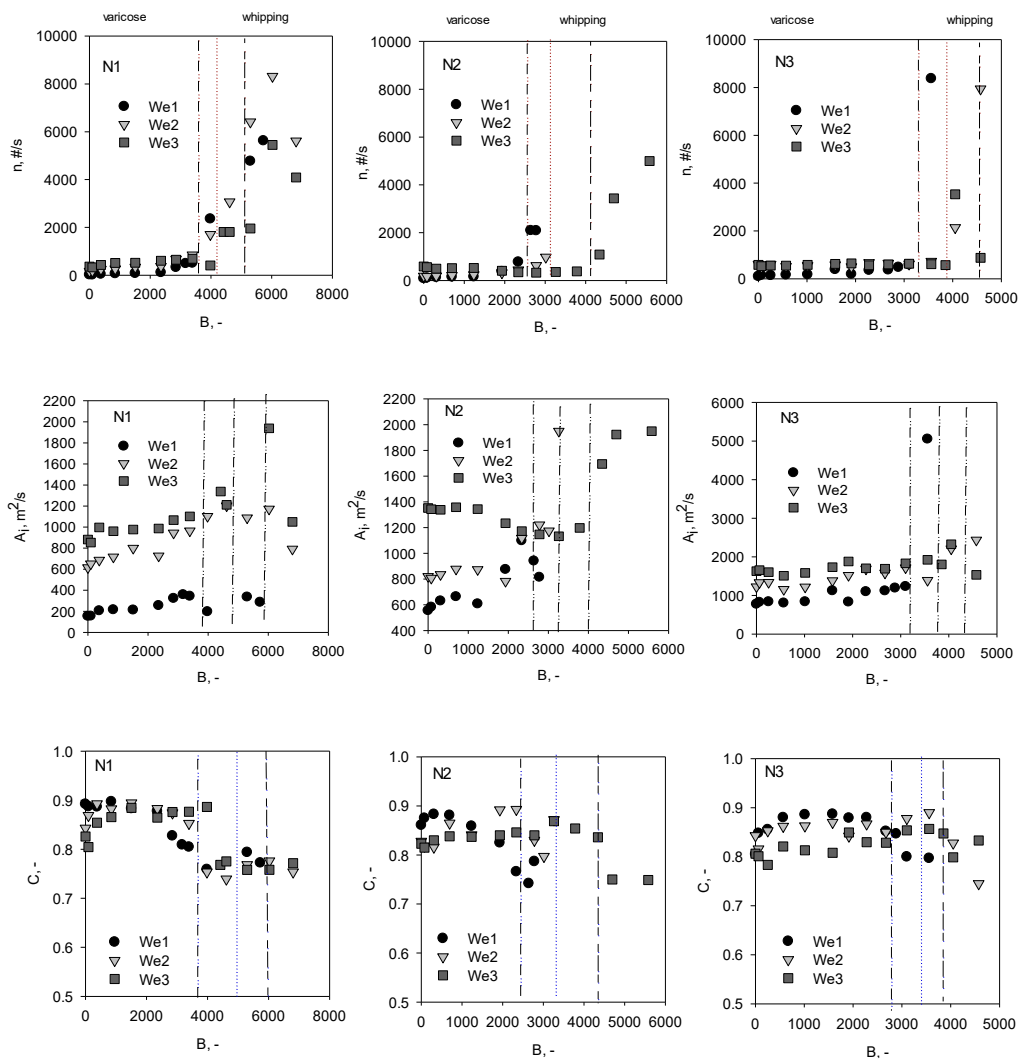 varicose whipping varicose whipping varicose whipping
N1
We1
We2
We3
n, #/s
10000
8000
6000
4000
2000
0
0 2000 4000 6000 8000
B, -
N2
We1
We2
We3
n, #/s
10000
8000
6000
4000
2000
0
0 1000 2000 3000 4000 5000 6000
B, -
N3
We1
We2
We3
n, #/s
10000
8000
6000
4000
2000
0
0 1000 2000 3000 4000 5000
B, -
N1
We1
We2
We3
Ai, m2/s
2200
2000
1800
1600
1400
1200
1000
800
600
400
200
0
0 2000 4000 6000 8000
B, -
N2
We1
We2
We3
Ai, m2/s
2200
2000
1800
1600
1400
1200
1000
800
600
400
0 1000 2000 3000 4000 5000 6000
B, -
N3
We1
We2
We3
Ai, m2/s
6000
5000
4000
3000
2000
1000
0
0 1000 2000 3000 4000 5000
B, -
N1
We1
We2
We3
C, -
1.0
0.9
0.8
0.7
0.6
0.5
0 2000 4000 6000 8000
B, -
N2
We1
We2
We3
C, -
1.0
0.9
0.8
0.7
0.6
0.5
0 1000 2000 3000 4000 5000 6000
B, -
N3
We1
We2
We3
C, -
1.0
0.9
0.8
0.7
0.6
0.5
0 1000 2000 3000 4000 5000
B, -